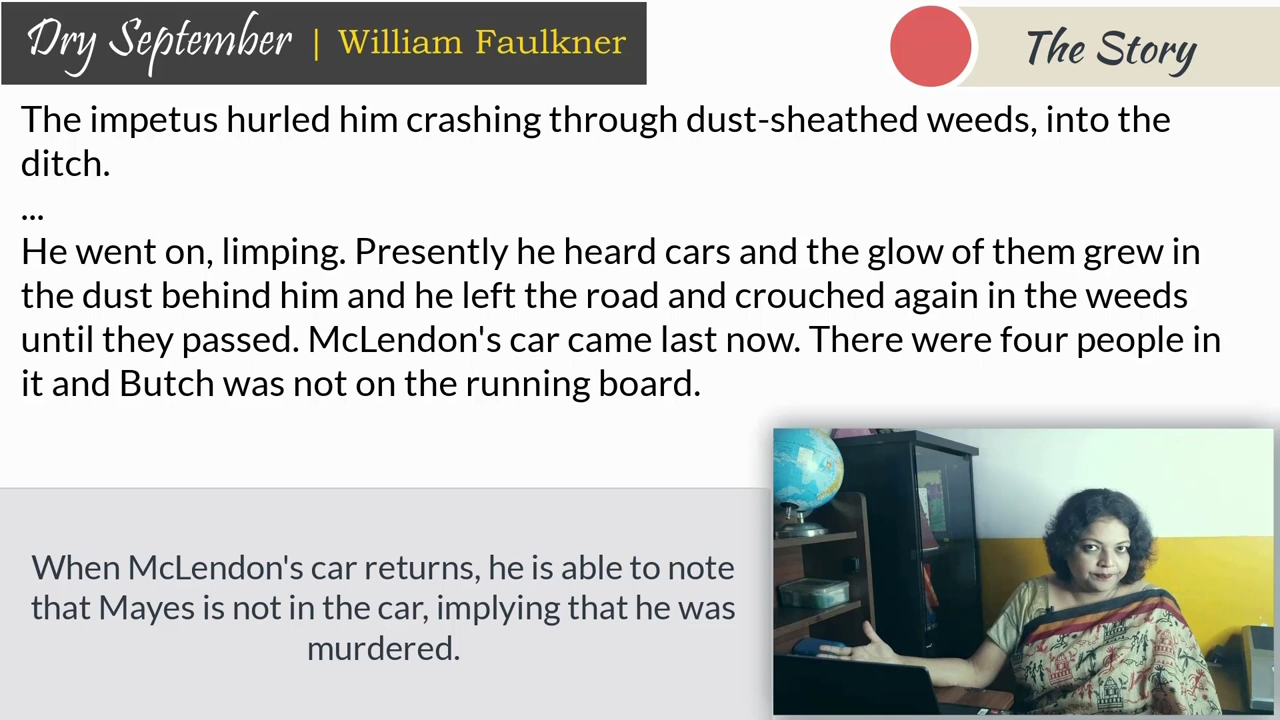 Dry September | William Faulkner
The Story
The impetus hurled him crashing through dust-sheathed weeds, into the
ditch.
...
He went on, limping. Presently he heard cars and the glow of them grew in
the dust behind him and he left the road and crouched again in the weeds
until they passed. McLendon's car came last now. There were four people in
it and Butch was not on the running board.
When McLendon's car returns, he is able to note
that Mayes is not in the car, implying that he was
murdered.